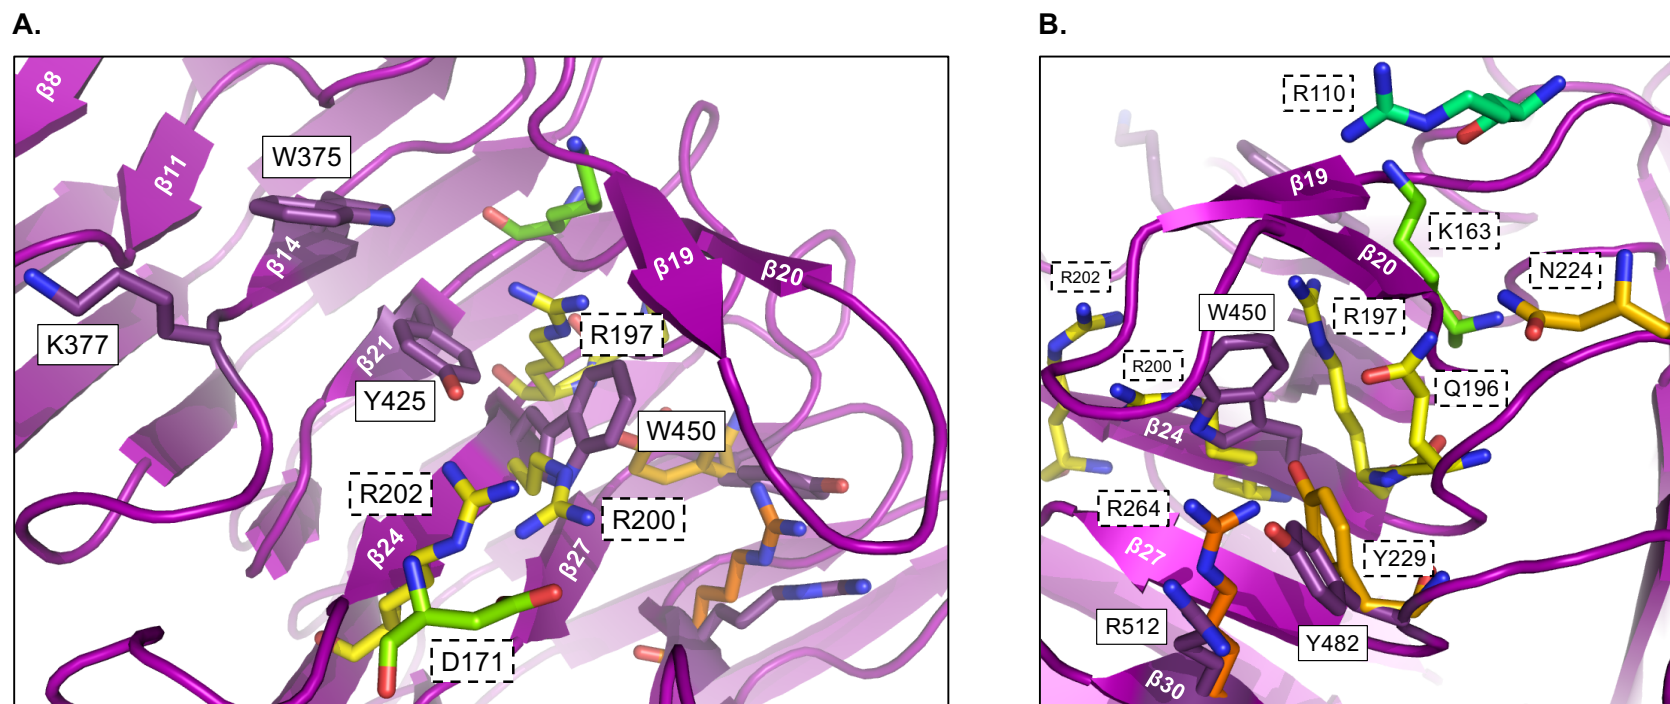 A.
β8
β11
W375
β14
β19
β20
K377
β21
R197
Y425
W450
R202
R200
β24
β27
D171
B.
R110
β19
K163
β20
N224
R202
W450
R197
R200
Q196
β24
R264
β27
Y229
R512
Y482
β30